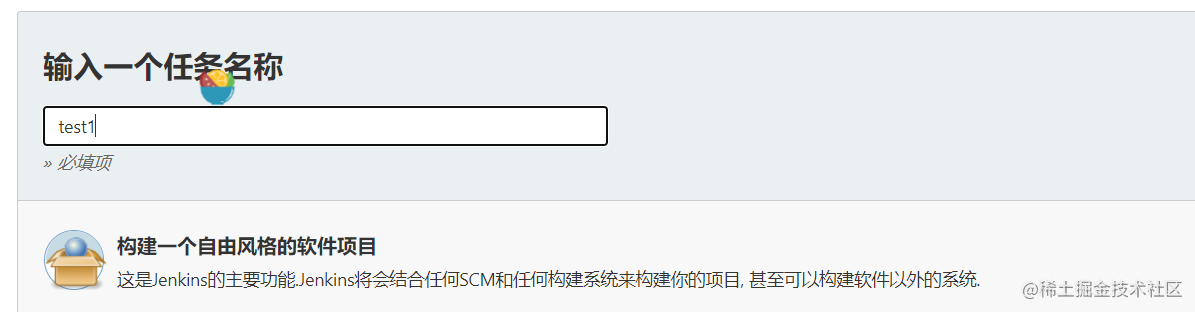 输入一个任务名称
test1
» 必填项
构建一个自由风格的软件项目
这是Jenkins的主要功能.Jenkins将会结合任何SCM和任何构建系统来构建你的项目, 甚至可以构建软件以外的系统.
@稀土掘金技术社区